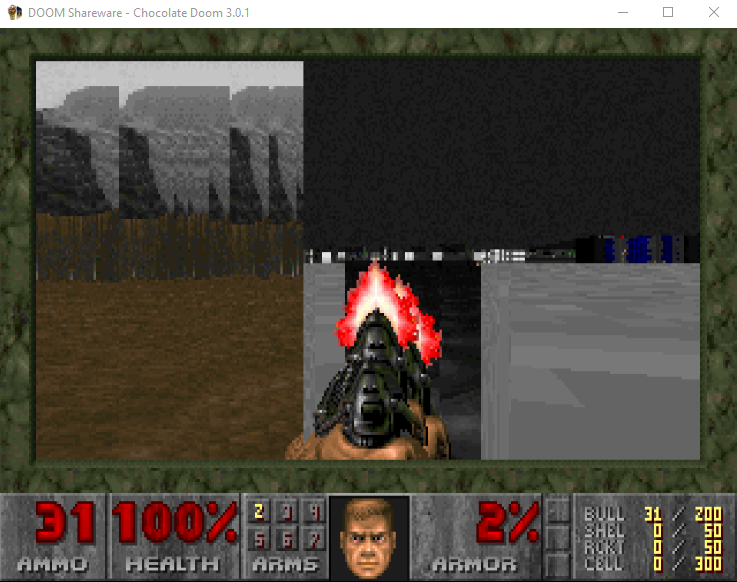 DOOM Shareware - Chocolate Doom 3.0.1
31 100% 2 3 4 2% BULL 31 / 200
5 6 7 SHEL 0 / 50
RCKT 0 / 50
AMMO HEALTH ARMS ARMOR CELL 0 / 300